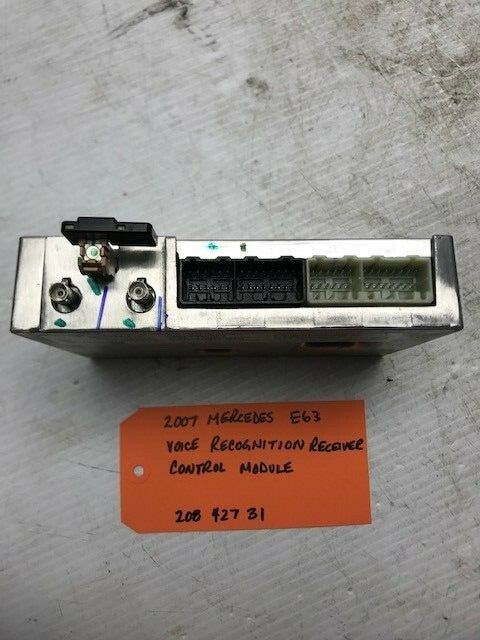 2007 MERCEDES E63
VOICE RECOGNITION RECEIVER
CONTROL MODULE
208 427 31